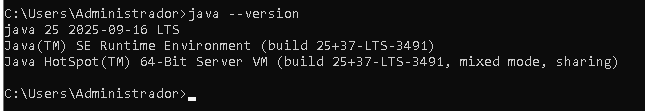 C:\Users\Administrador>java --version
java 25 2025-09-16 LTS
Java(TM) SE Runtime Environment (build 25+37-LTS-3491)
Java HotSpot(TM) 64-Bit Server VM (build 25+37-LTS-3491, mixed mode, sharing)
C:\Users\Administrador>